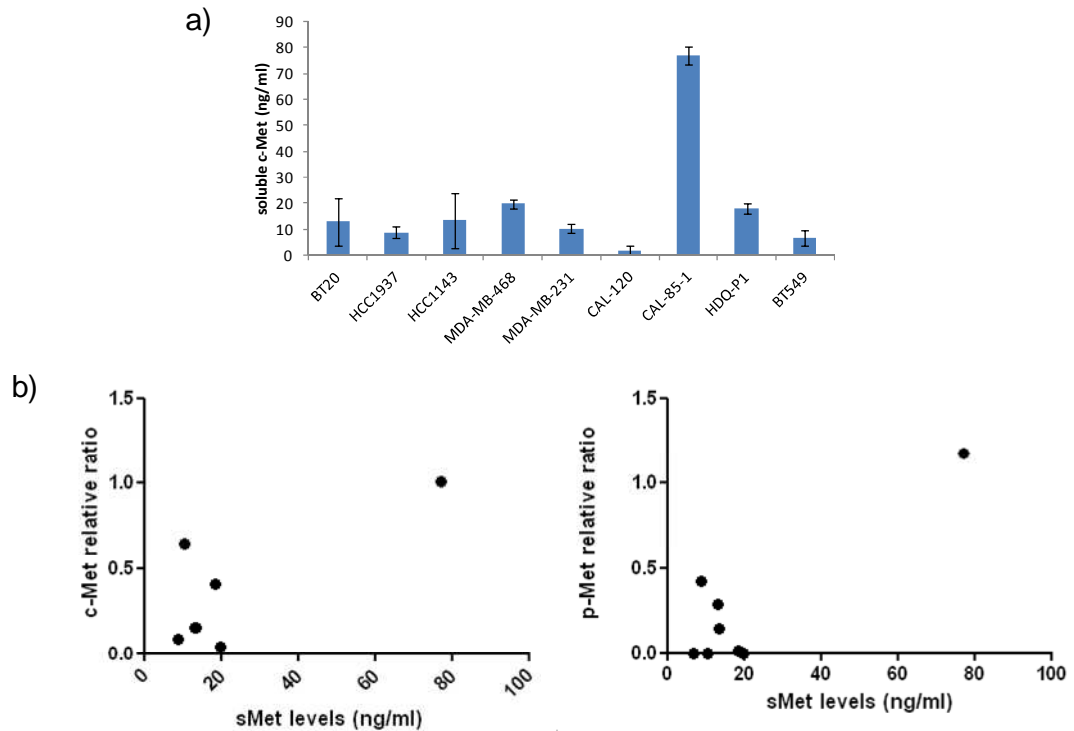 a)
soluble c-Met (ng/ml)
90
80
70
60
50
40
30
20
10
0
BT20
HCC1937
HCC1143
MDA-MB-468
MDA-MB-231
CAL-120
CAL-85-1
HDQ-P1
BT549
b)
c-Met relative ratio
1.5
1.0
0.5
0.0
0
20
40
60
80
100
sMet levels (ng/ml)
p-Met relative ratio
1.5
1.0
0.5
0.0
0
20
40
60
80
100
sMet levels (ng/ml)